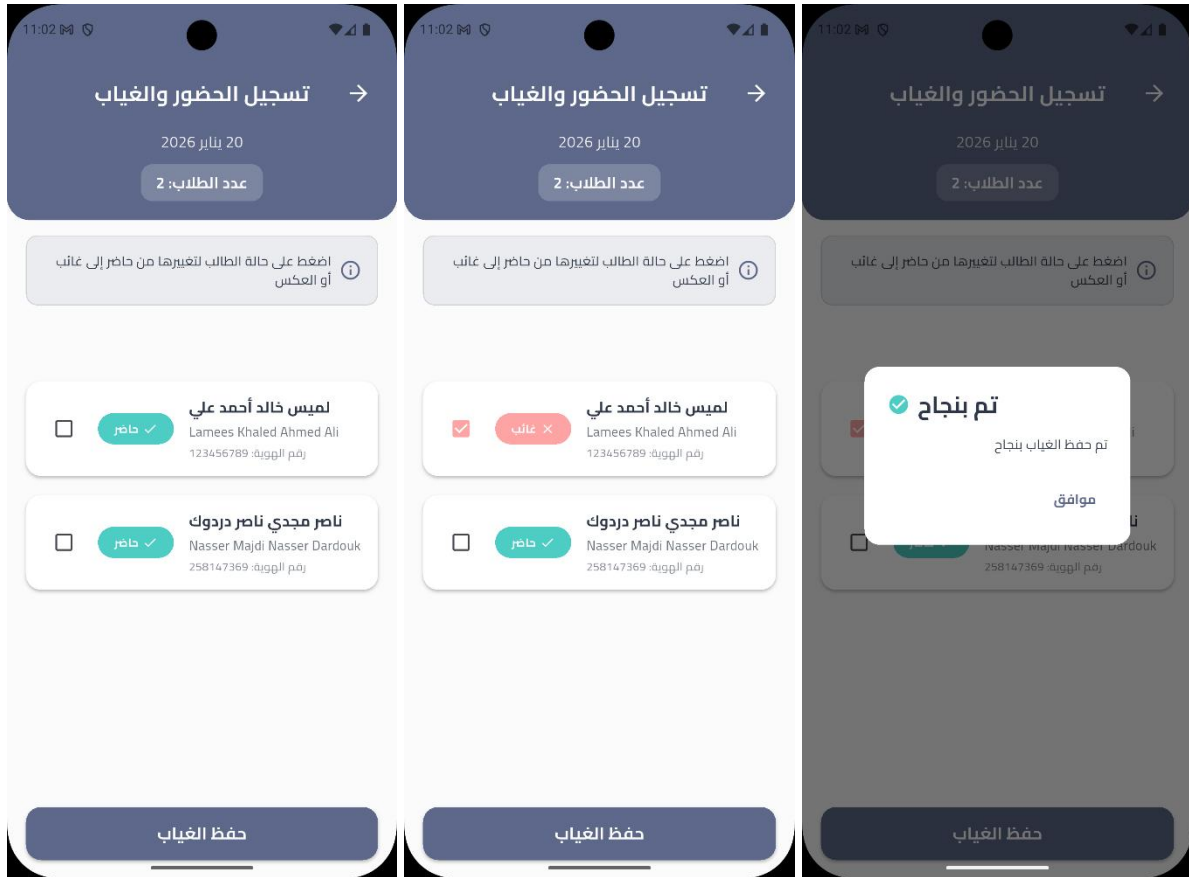 11:02
تسجيل الحضور والغياب
20 يناير 2026
عدد الطلاب: 2
اضغط على حالة الطالب لتغييرها من حاضر إلى غائب
أو العكس
لميس خالد أحمد علي
Lamees Khaled Ahmed Ali
رقم الهوية: 123456789
حاضر
ناصر مجدي ناصر دردوك
Nasser Majdi Nasser Dardouk
رقم الهوية: 258147369
حاضر
حفظ الغياب
11:02
تسجيل الحضور والغياب
20 يناير 2026
عدد الطلاب: 2
اضغط على حالة الطالب لتغييرها من حاضر إلى غائب
أو العكس
لميس خالد أحمد علي
Lamees Khaled Ahmed Ali
رقم الهوية: 123456789
غائب
ناصر مجدي ناصر دردوك
Nasser Majdi Nasser Dardouk
رقم الهوية: 258147369
حاضر
حفظ الغياب
11:02
تسجيل الحضور والغياب
20 يناير 2026
عدد الطلاب: 2
اضغط على حالة الطالب لتغييرها من حاضر إلى غائب
أو العكس
تم بنجاح
تم حفظ الغياب بنجاح
موافق
Nasser Majdi Nasser Dardouk
رقم الهوية: 258147369
حفظ الغياب